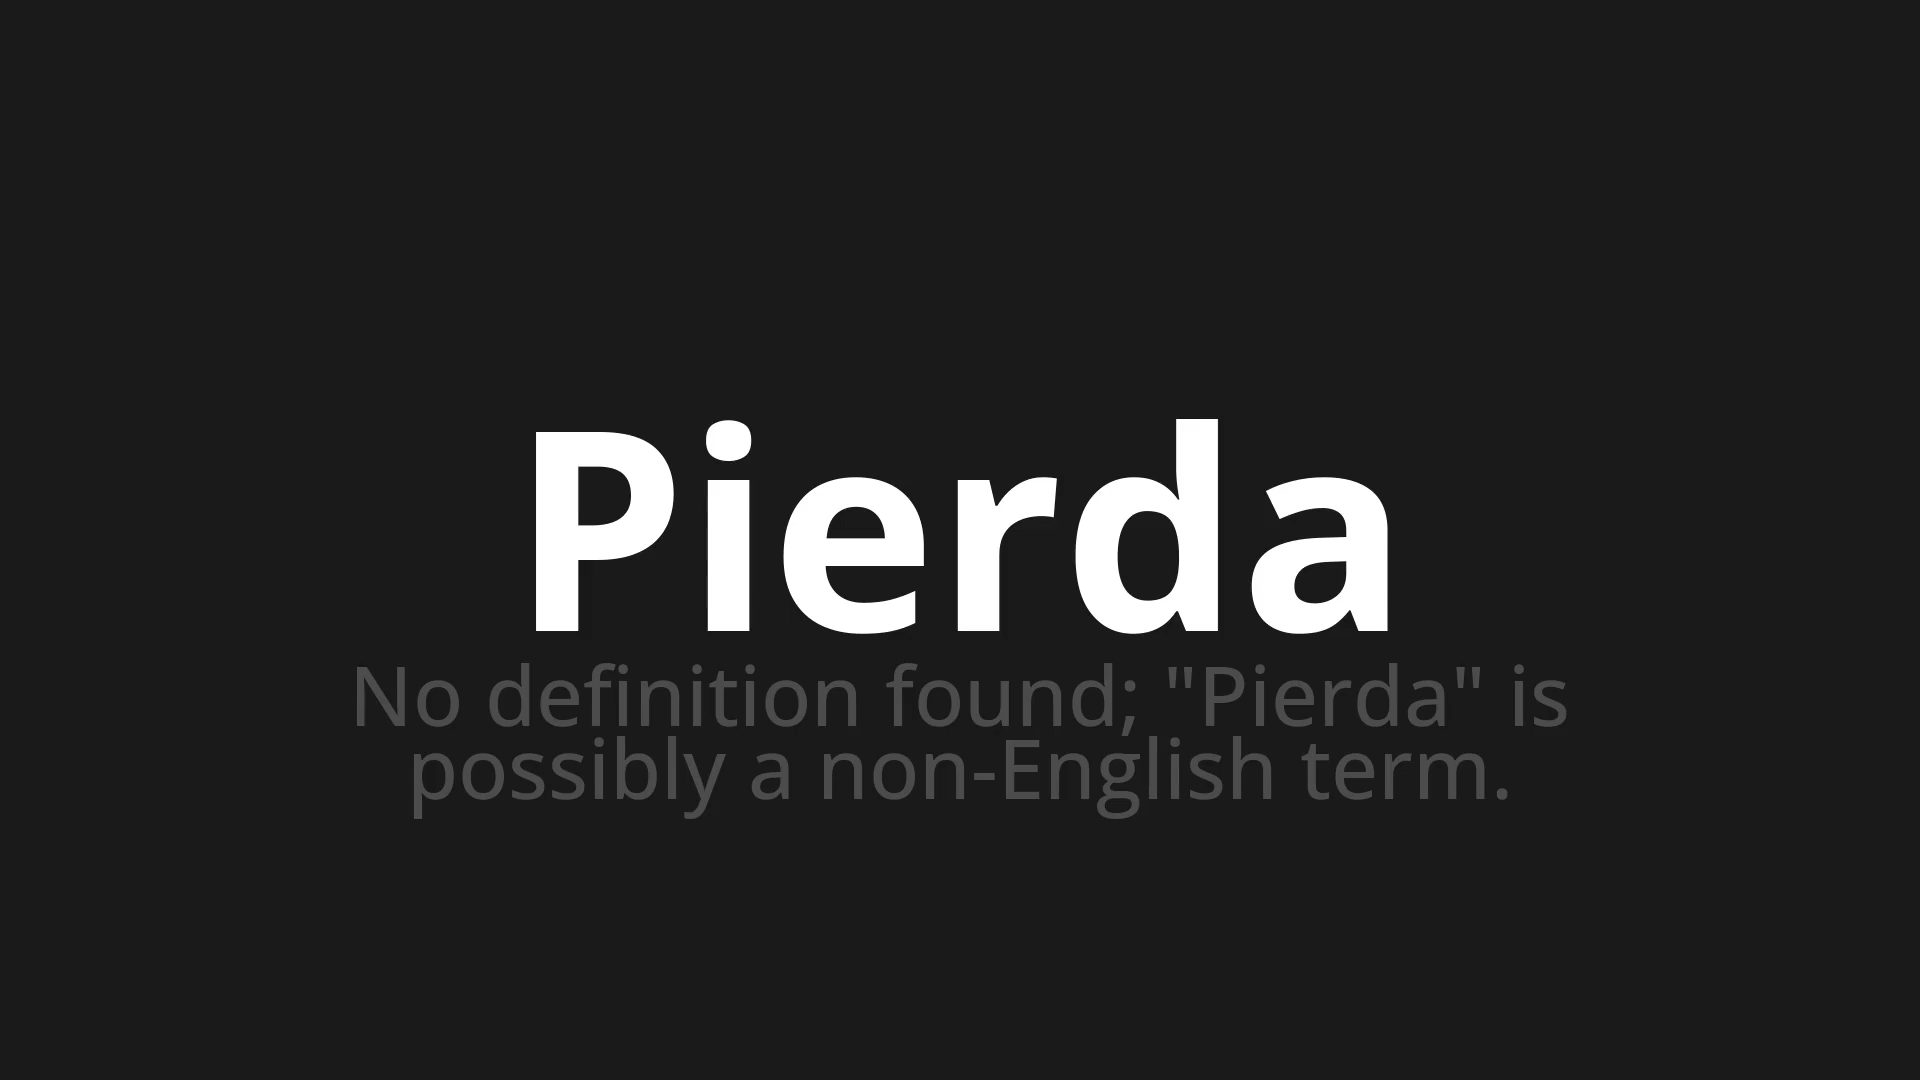 Pierda
No definition found; "Pierda" is
possibly a non-English term.